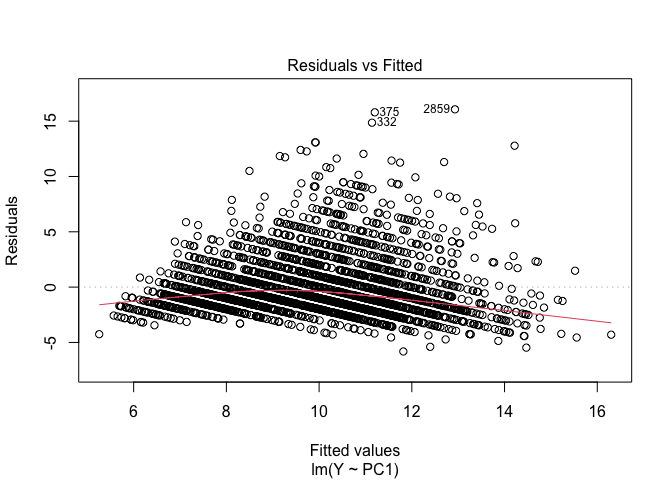 Residuals vs Fitted
Residuals
15
10
5
0
-5
375
2859
332
6 8 10 12 14 16
Fitted values
lm(Y ~ PC1)